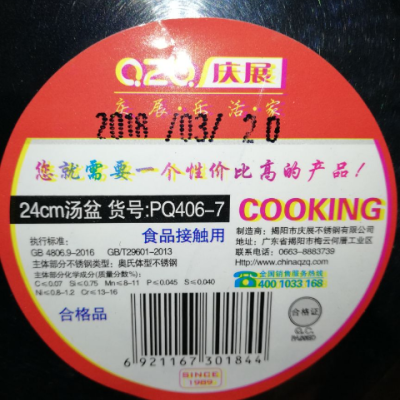 QZQ 庆展
庆·展·乐·活·家
2018/03/20
您就需要一个性价比高的产品!
24cm汤盆 货号:PQ406-7
COOKING
执行标准: 食品接触用
GB 4806.9-2016 GB/T29601-2013
主体部分不锈钢类型: 奥氏体型不锈钢
主体部分化学成分(质量分数%):
C≤0.07 Si≤0.75 Mn≤8-11 P≤0.045 S≤0.040
Ni≤0.8-1.2 Cr≤13-16
制造商: 揭阳市庆展不锈钢有限公司
地址: 广东省揭阳市梅云何厝工业区
联系电话: 0663-8883739
Http://www.chinaqzq.com
全国销售服务热线
400 1033 168
合格品
6 921167 301844
合格证
Q.C.
PASSED
SINCE
1989